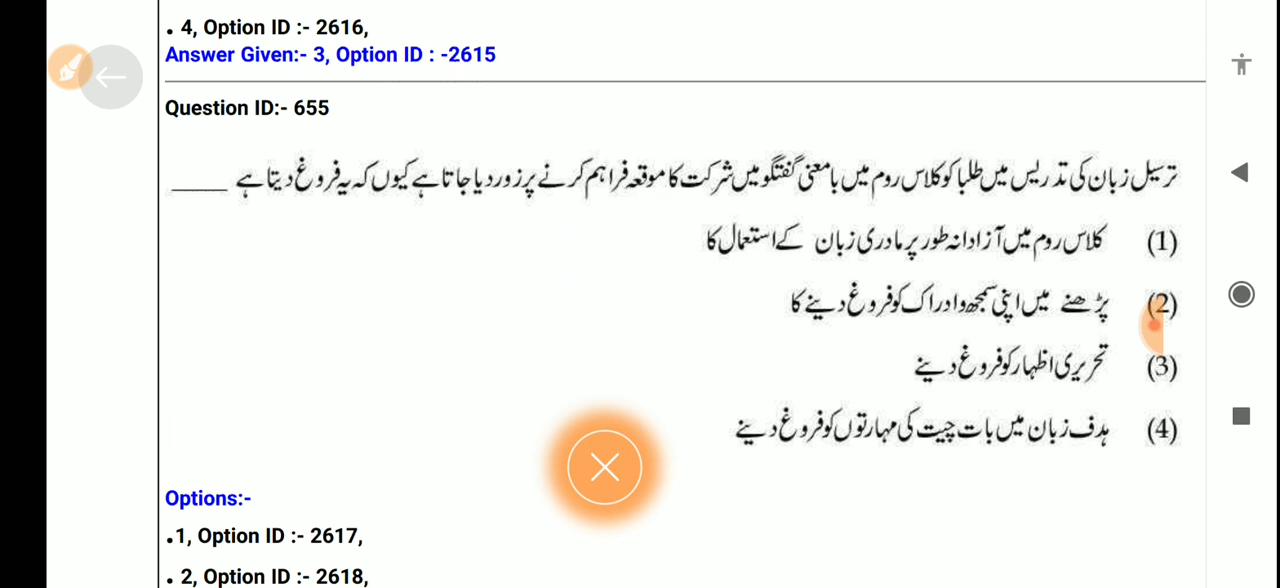 . 4, Option ID :- 2616,
Answer Given:- 3, Option ID : -2615
Question ID:- 655
ترسیل زبان کی تدریس میں طلبا کو کلاس روم میں بامعنی گفتگو میں شرکت کا موقعہ فراہم کرنے پر زور دیا جاتا ہے کیوں کہ یہ فروغ دیتا ہے ____
(1) کلاس روم میں آزادانہ طور پر مادری زبان کے استعمال کا
(2) پڑھنے میں اپنی سمجھ و ادراک کو فروغ دینے کا
(3) تحریری اظہار کو فروغ دینے
(4) ہدف زبان میں بات چیت کی مہارتوں کو فروغ دینے
Options:-
.1, Option ID :- 2617,
. 2, Option ID :- 2618,